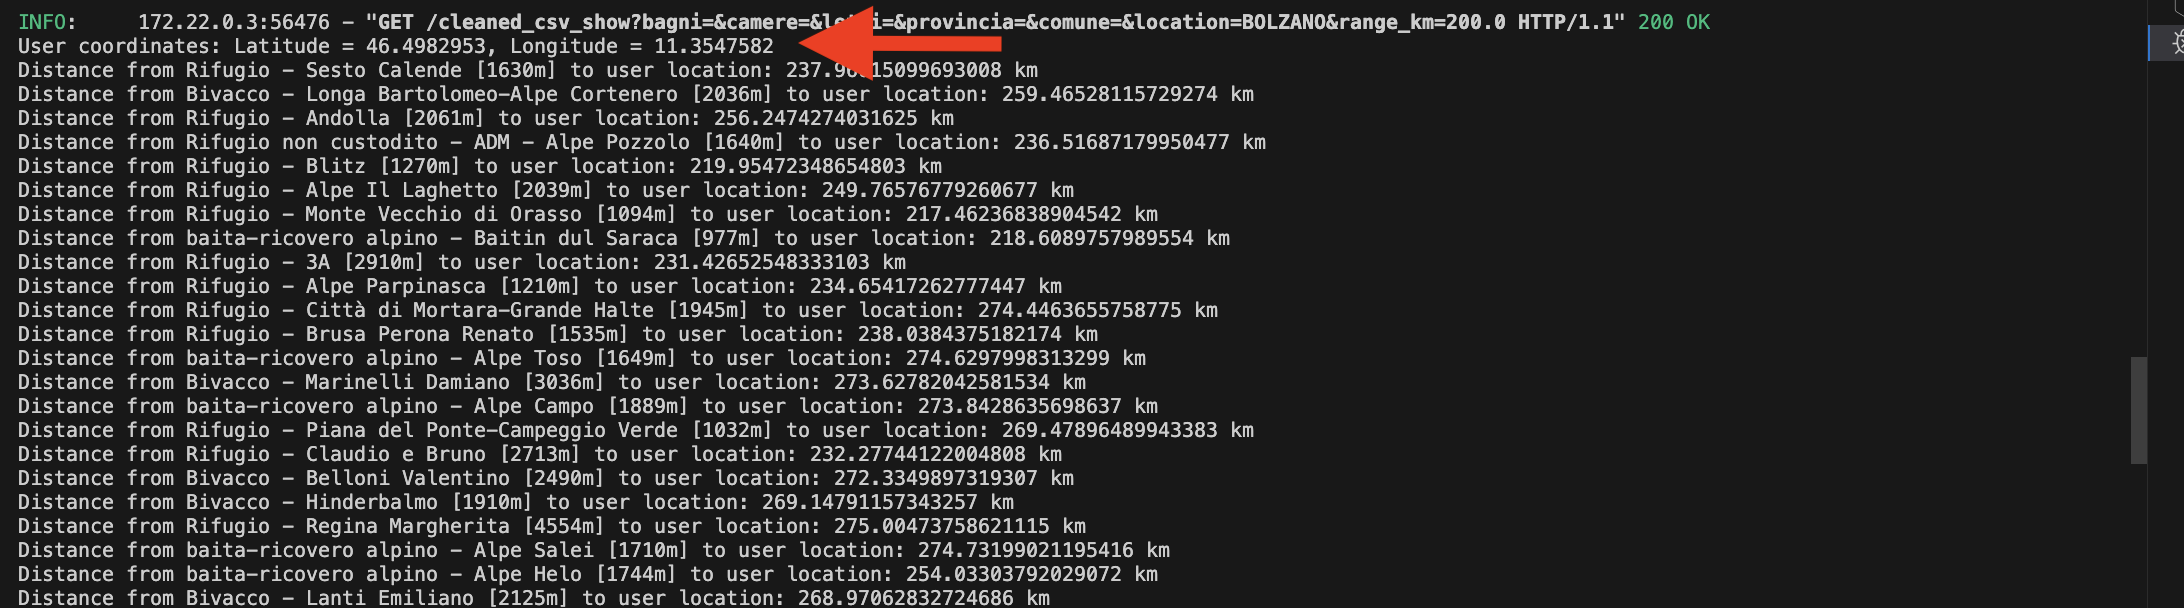 INFO:     172.22.0.3:56476 - "GET /cleaned_csv_show?bagni=&camere=&letti=&provincia=&comune=&location=BOLZANO&range_km=200.0 HTTP/1.1" 200 OK
User coordinates: Latitude = 46.4982953, Longitude = 11.3547582
Distance from Rifugio - Sesto Calende [1630m] to user location: km
Distance from Bivacco - Longa Bartolomeo-Alpe Cortenero [2036m] to user location: 259.46528115729274 km
Distance from Rifugio - Andolla [2061m] to user location: 256.2474274031625 km
Distance from Rifugio non custodito - ADM - Alpe Pozzolo [1640m] to user location: 236.51687179950477 km
Distance from Rifugio - Blitz [1270m] to user location: 219.95472348654803 km
Distance from Rifugio - Alpe Il Laghetto [2039m] to user location: 249.76576779260677 km
Distance from Rifugio - Monte Vecchio di Orasso [1094m] to user location: 217.46236838904542 km
Distance from baita-ricovero alpino - Baitin dul Saraca [977m] to user location: 218.6089757989554 km
Distance from Rifugio - 3A [2910m] to user location: 231.42652548333103 km
Distance from Rifugio - Alpe Parpinasca [1210m] to user location: 234.65417262777447 km
Distance from Rifugio - Città di Mortara-Grande Halte [1945m] to user location: 274.4463655758775 km
Distance from Rifugio - Brusa Perona Renato [1535m] to user location: 238.0384375182174 km
Distance from baita-ricovero alpino - Alpe Toso [1649m] to user location: 274.6297998313299 km
Distance from Bivacco - Marinelli Damiano [3036m] to user location: 273.62782042581534 km
Distance from baita-ricovero alpino - Alpe Campo [1889m] to user location: 273.8428635698637 km
Distance from Rifugio - Piana del Ponte-Campeggio Verde [1032m] to user location: 269.47896489943383 km
Distance from Rifugio - Claudio e Bruno [2713m] to user location: 232.27744122004808 km
Distance from Bivacco - Belloni Valentino [2490m] to user location: 272.3349897319307 km
Distance from Bivacco - Hinderbalmo [1910m] to user location: 269.14791157343257 km
Distance from Rifugio - Regina Margherita [4554m] to user location: 275.00473758621115 km
Distance from baita-ricovero alpino - Alpe Salei [1710m] to user location: 274.73199021195416 km
Distance from baita-ricovero alpino - Alpe Helo [1744m] to user location: 254.03303792029072 km
Distance from Bivacco - Lanti Emiliano [2125m] to user location: 268.97062832724686 km